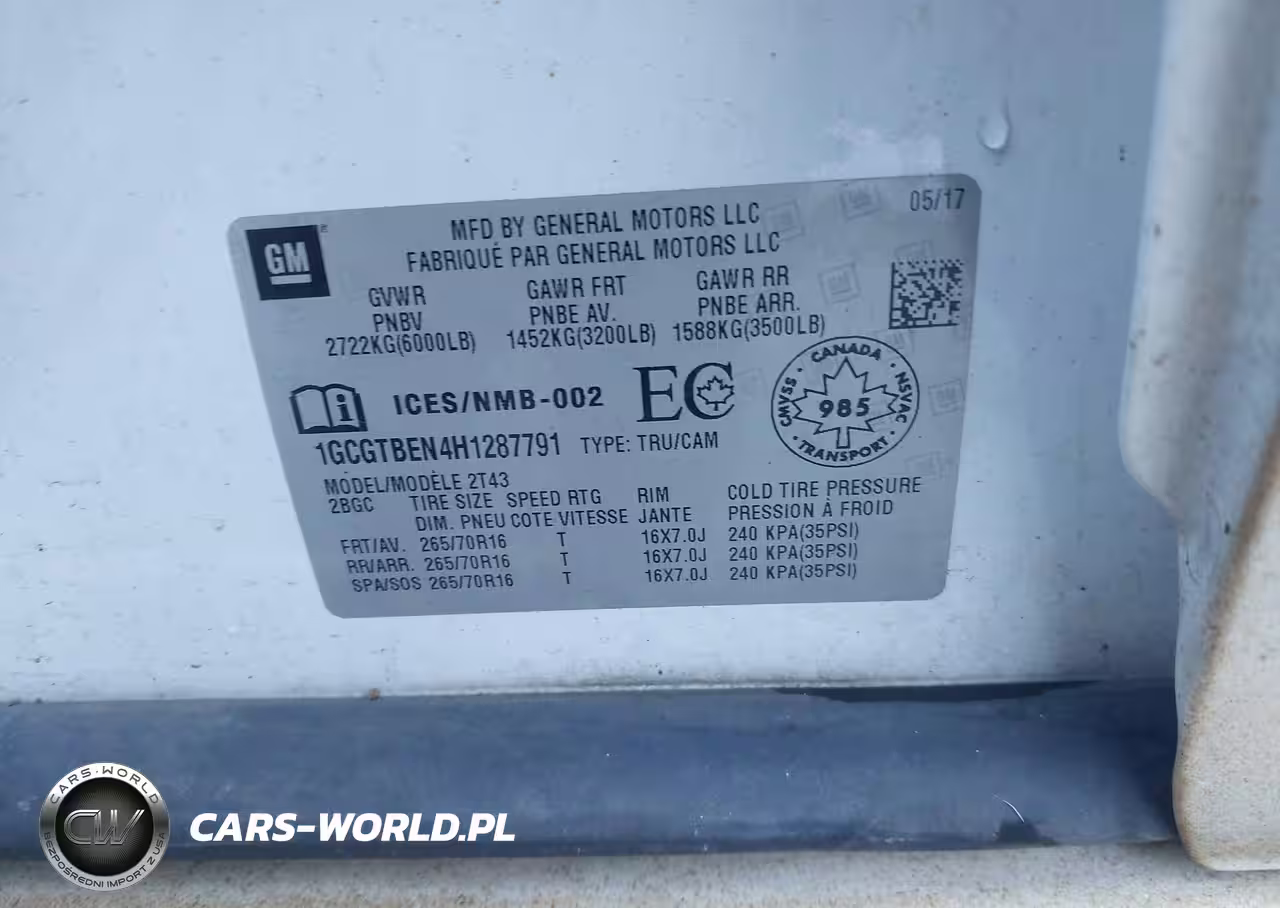 GM
MFD BY GENERAL MOTORS LLC
05/17
FABRIQUÉ PAR GENERAL MOTORS LLC
GVWR GAWR FRT GAWR RR
PNBV PNBE AV. PNBE ARR.
2722KG(6000LB) 1452KG(3200LB) 1588KG(3500LB)
ICES/NMB-002 EC
CANADA NSVAC TRANSPORT CMVSS
985
1GCGTBEN4H1287791 TYPE: TRU/CAM
MODEL/MODÈLE 2T43
2BGC TIRE SIZE SPEED RTG RIM COLD TIRE PRESSURE
DIM. PNEU COTE VITESSE JANTE PRESSION À FROID
FRT/AV. 265/70R16 T 16X7.0J 240 KPA(35PSI)
RR/ARR. 265/70R16 T 16X7.0J 240 KPA(35PSI)
SPA/SOS 265/70R16 T 16X7.0J 240 KPA(35PSI)
CARS-WORLD
CW
BEZPOŚREDNI IMPORT Z USA
CARS-WORLD.PL